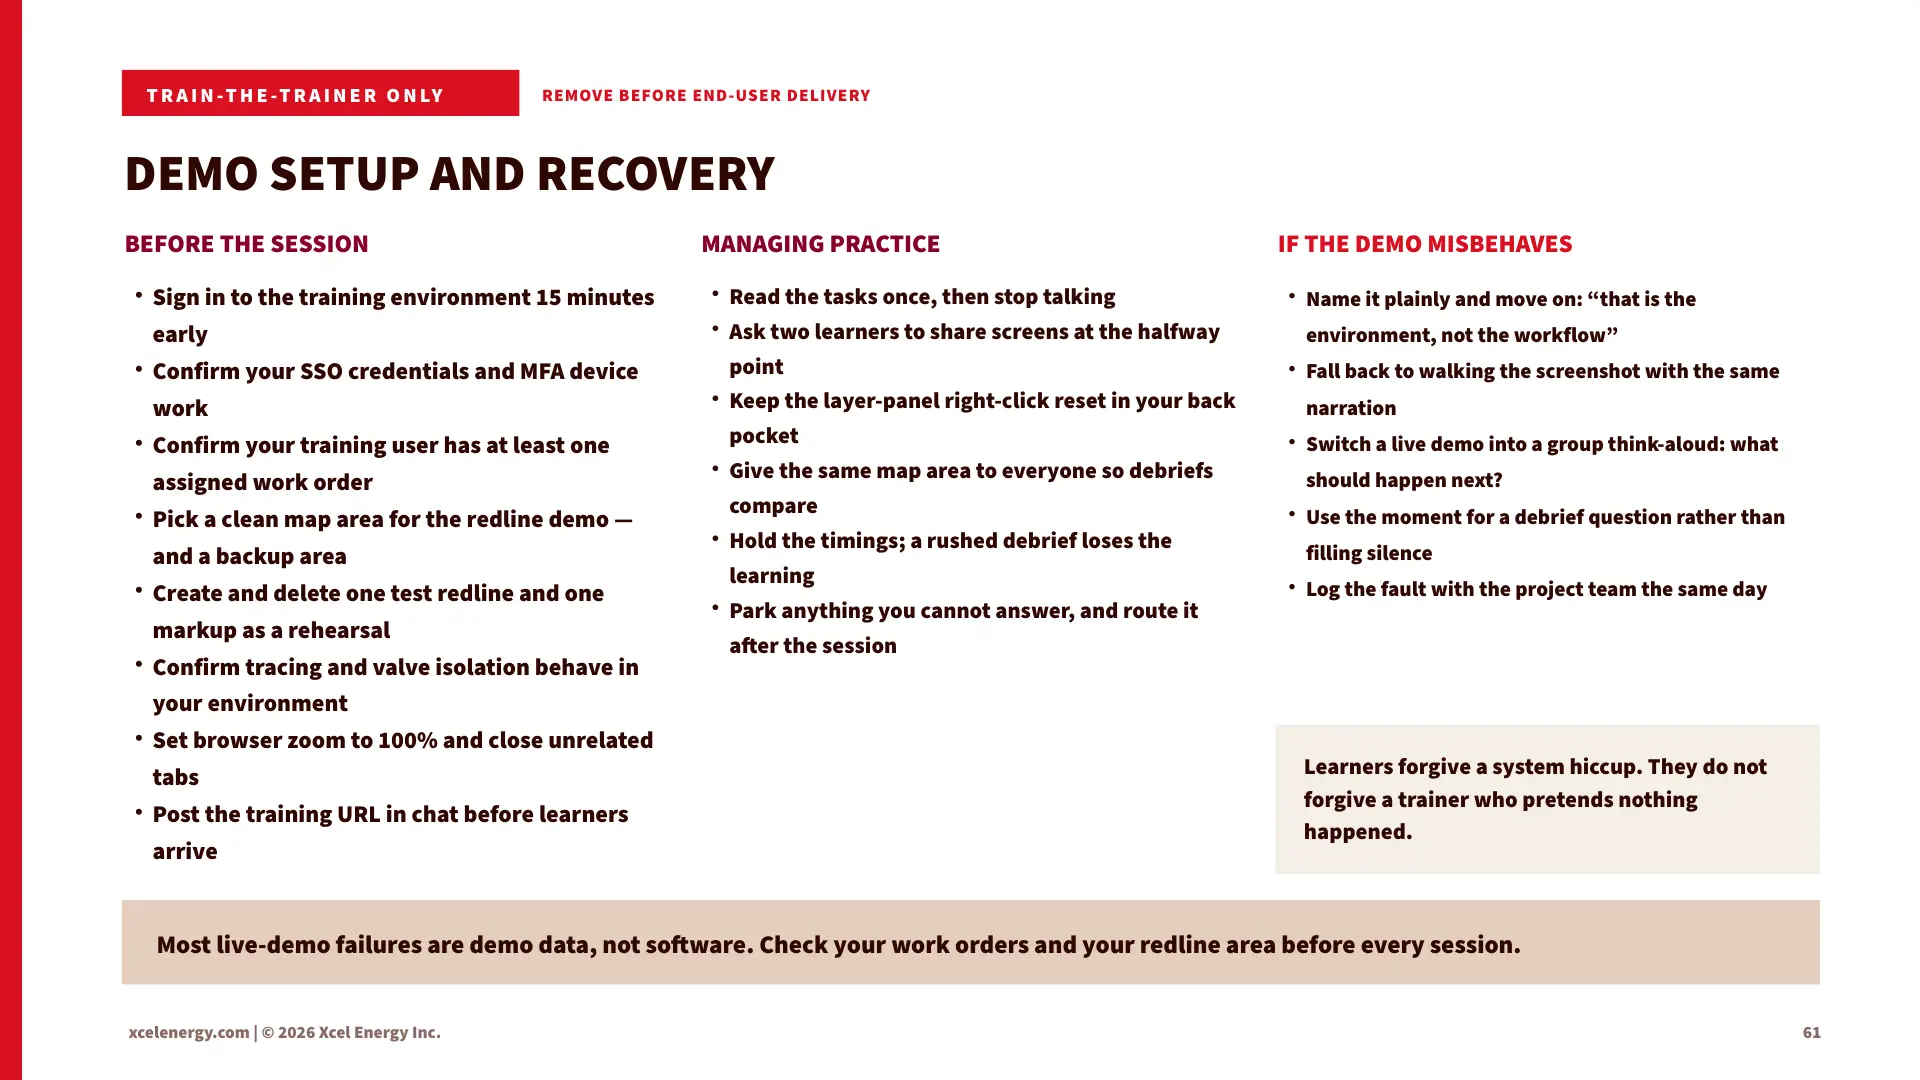 TRAIN-THE-TRAINER ONLY
REMOVE BEFORE END-USER DELIVERY
DEMO SETUP AND RECOVERY
BEFORE THE SESSION
• Sign in to the training environment 15 minutes
early
• Confirm your SSO credentials and MFA device
work
• Confirm your training user has at least one
assigned work order
• Pick a clean map area for the redline demo —
and a backup area
• Create and delete one test redline and one
markup as a rehearsal
• Confirm tracing and valve isolation behave in
your environment
• Set browser zoom to 100% and close unrelated
tabs
• Post the training URL in chat before learners
arrive
MANAGING PRACTICE
• Read the tasks once, then stop talking
• Ask two learners to share screens at the halfway
point
• Keep the layer-panel right-click reset in your back
pocket
• Give the same map area to everyone so debriefs
compare
• Hold the timings; a rushed debrief loses the
learning
• Park anything you cannot answer, and route it
after the session
IF THE DEMO MISBEHAVES
• Name it plainly and move on: “that is the
environment, not the workflow”
• Fall back to walking the screenshot with the same
narration
• Switch a live demo into a group think-aloud: what
should happen next?
• Use the moment for a debrief question rather than
filling silence
• Log the fault with the project team the same day
Learners forgive a system hiccup. They do not
forgive a trainer who pretends nothing
happened.
Most live-demo failures are demo data, not software. Check your work orders and your redline area before every session.
xcelenergy.com | © 2026 Xcel Energy Inc.
61